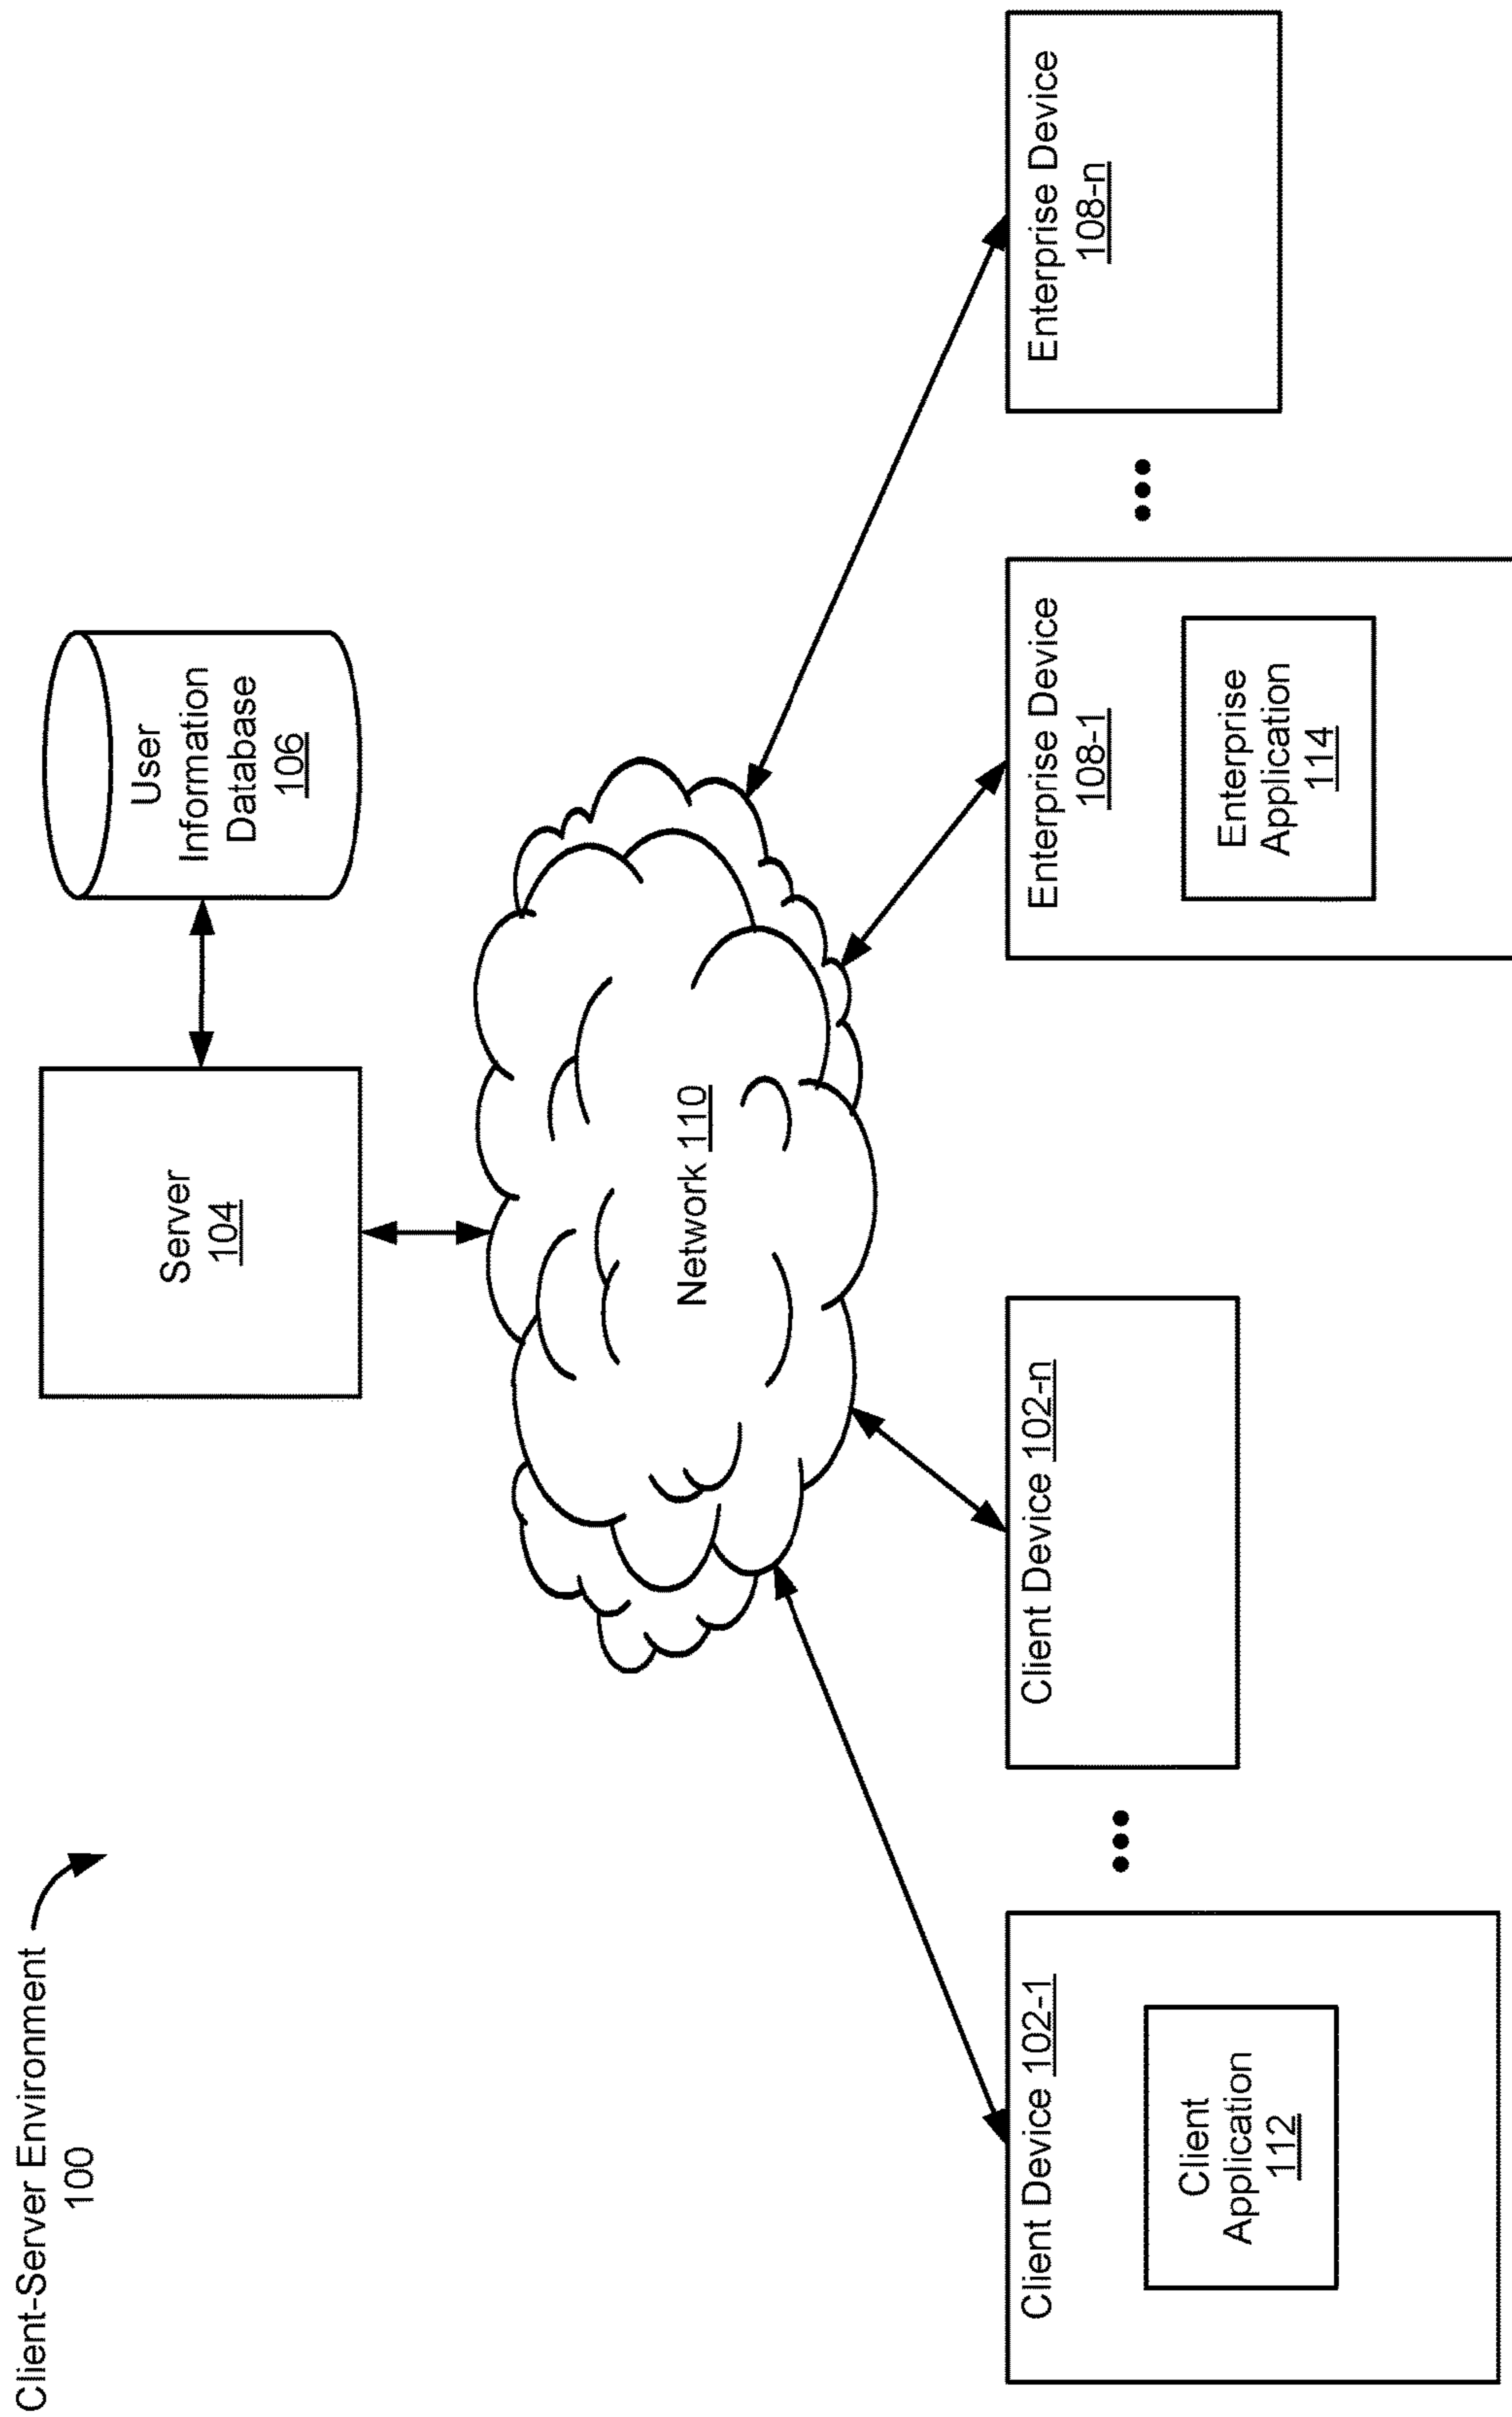 Client-Server Environment
100
Server
104
User
Information
Database
106
Network 110
Client Device 102-1
Client
Application
112
Client Device 102-n
Enterprise Device
108-1
Enterprise
Application
114
Enterprise Device
108-n